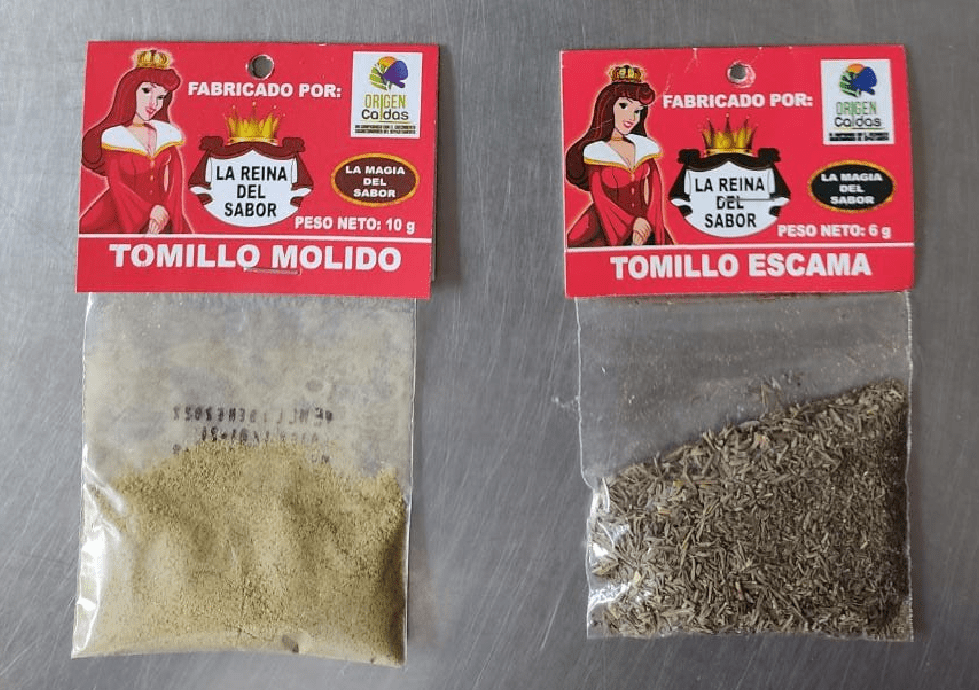 FABRICADO POR:
ORIGEN
Caldas
LA REINA
DEL
SABOR
LA MAGIA
DEL
SABOR
PESO NETO: 10 g
TOMILLO MOLIDO
FABRICADO POR:
ORIGEN
Caldas
LA REINA
DEL
SABOR
LA MAGIA
DEL
SABOR
PESO NETO: 6 g
TOMILLO ESCAMA